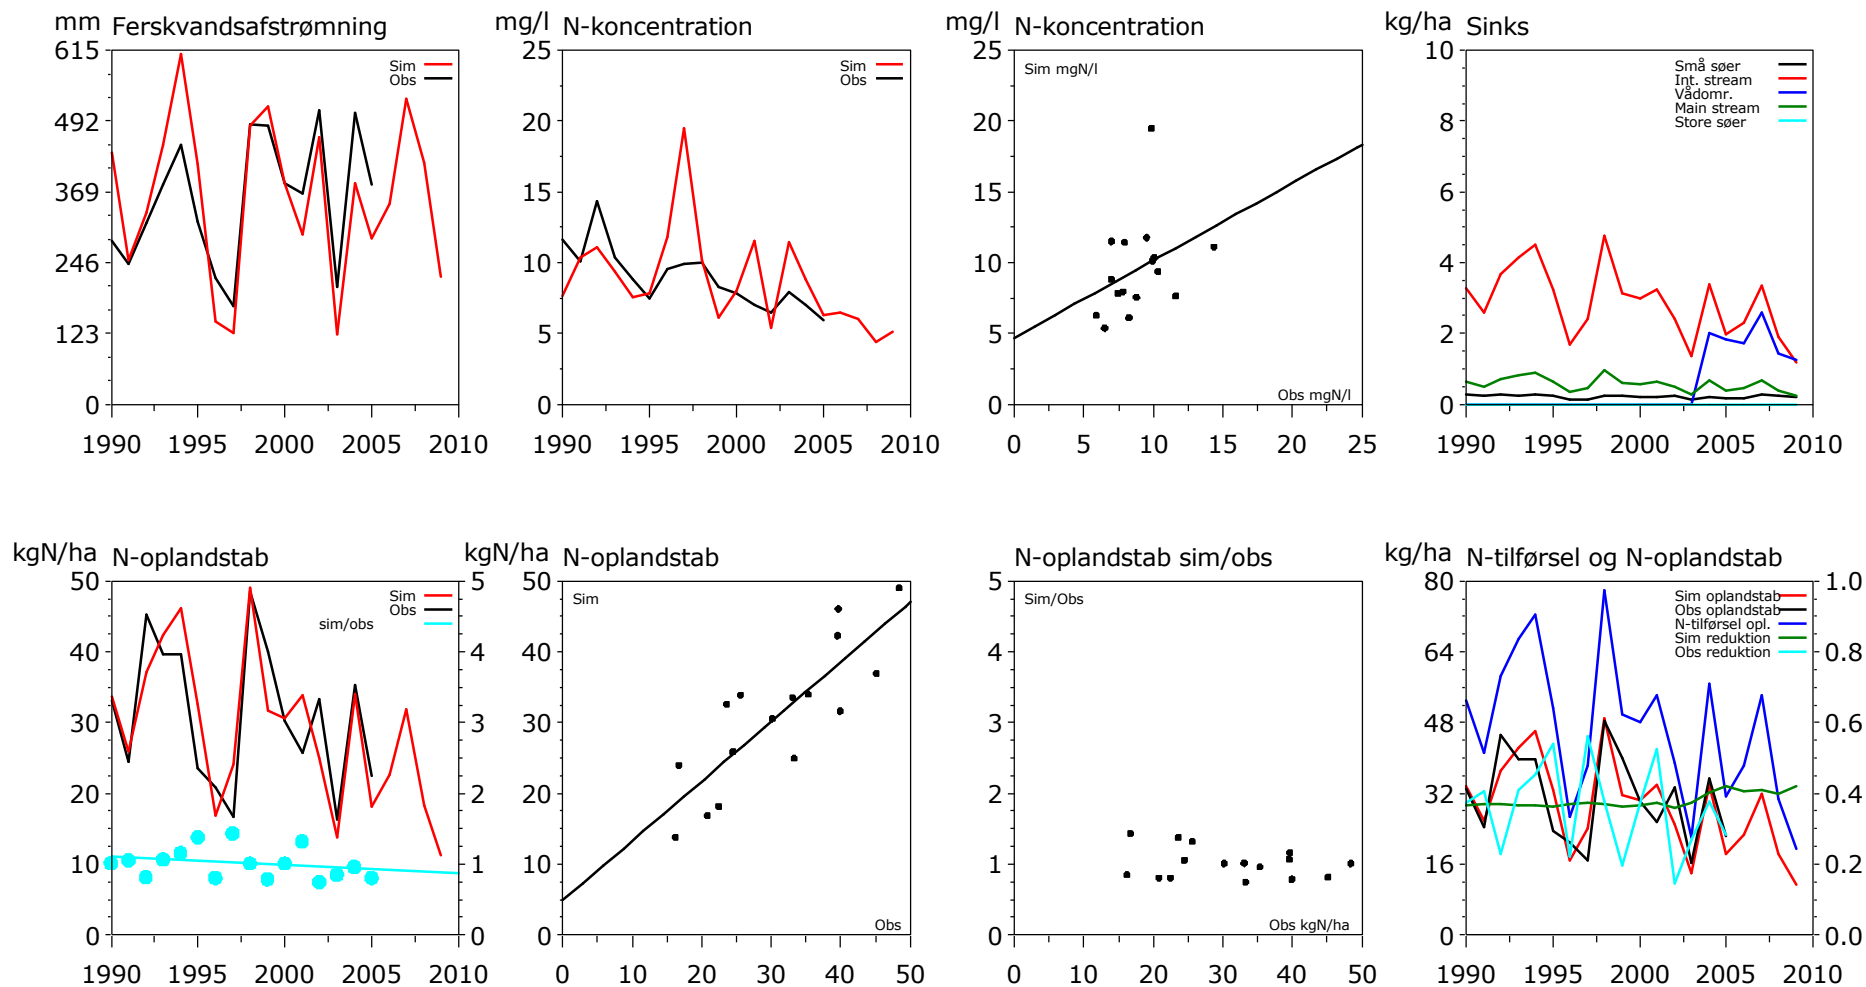 mm Ferskvandsafstrømning
615
492
369
246
123
0
1990 1995 2000 2005 2010
Sim
Obs
mg/l N-koncentration
25
20
15
10
5
0
1990 1995 2000 2005 2010
Sim
Obs
mg/l N-koncentration
25
20
15
10
5
0
0 5 10 15 20 25
Sim mgN/l
Obs mgN/l
kg/ha Sinks
10
8
6
4
2
0
1990 1995 2000 2005 2010
Små søer
Int. stream
Vådomr.
Main stream
Store søer
kgN/ha N-oplandstab
50
40
30
20
10
0
1990 1995 2000 2005 2010
Sim
Obs
sim/obs
5
4
3
2
1
0
kgN/ha N-oplandstab
50
40
30
20
10
0
0 10 20 30 40 50
Sim
Obs
N-oplandstab sim/obs
5
4
3
2
1
0
0 10 20 30 40 50
Sim/Obs
Obs kgN/ha
kg/ha N-tilførsel og N-oplandstab
80
64
48
32
16
0
1990 1995 2000 2005 2010
Sim oplandstab
Obs oplandstab
N-tilførsel opl.
Sim reduktion
Obs reduktion
1.0
0.8
0.6
0.4
0.2
0.0